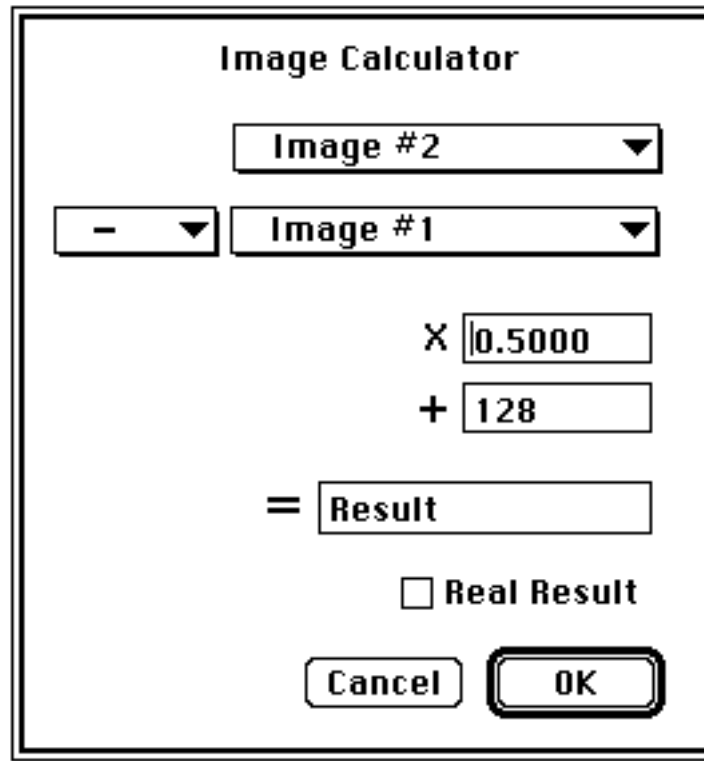 Image Calculator
Image #2
- Image #1
X 0.5000
+ 128
= Result
Real Result
Cancel OK